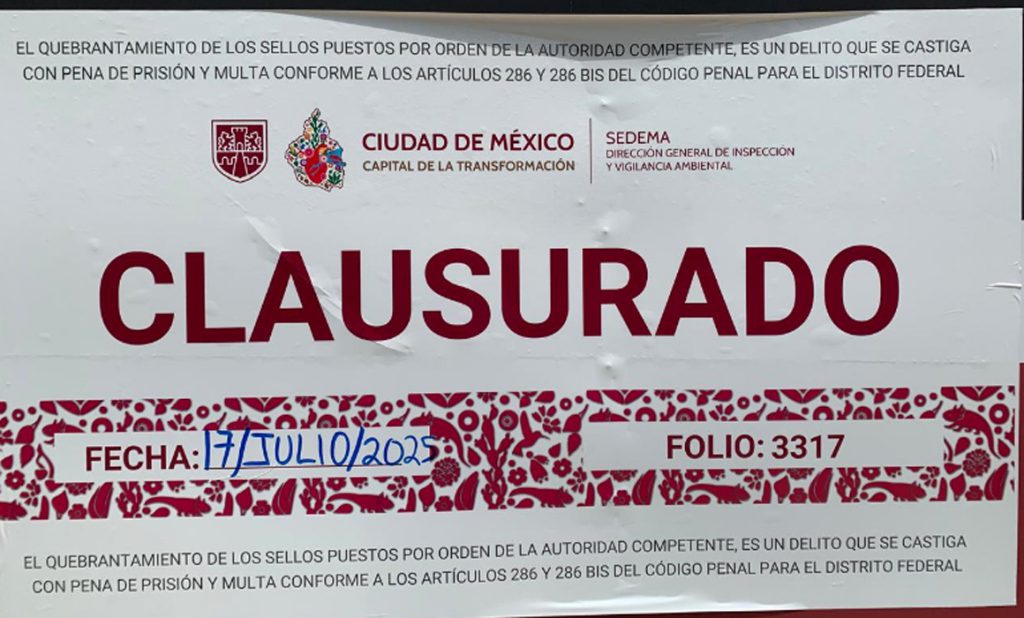 EL QUEBRANTAMIENTO DE LOS SELLOS PUESTOS POR ORDEN DE LA AUTORIDAD COMPETENTE, ES UN DELITO QUE SE CASTIGA
CON PENA DE PRISIÓN Y MULTA CONFORME A LOS ARTÍCULOS 286 Y 286 BIS DEL CÓDIGO PENAL PARA EL DISTRITO FEDERAL
CIUDAD DE MÉXICO
CAPITAL DE LA TRANSFORMACIÓN
SEDEMA
DIRECCIÓN GENERAL DE INSPECCIÓN
Y VIGILANCIA AMBIENTAL
CLAUSURADO
FECHA: 17/JULIO/2025
FOLIO: 3317
EL QUEBRANTAMIENTO DE LOS SELLOS PUESTOS POR ORDEN DE LA AUTORIDAD COMPETENTE, ES UN DELITO QUE SE CASTIGA
CON PENA DE PRISIÓN Y MULTA CONFORME A LOS ARTÍCULOS 286 Y 286 BIS DEL CÓDIGO PENAL PARA EL DISTRITO FEDERAL